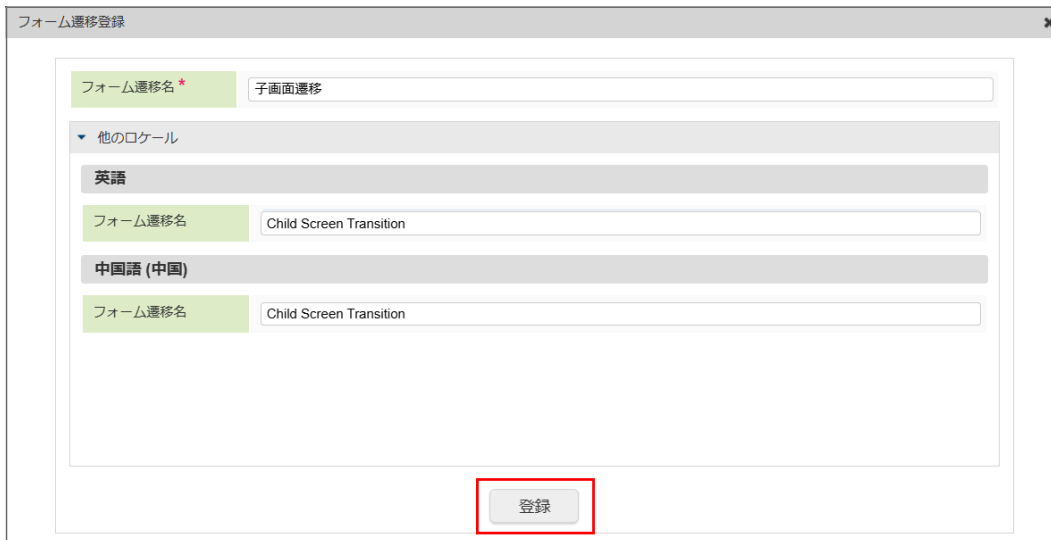 フォーム遷移登録
フォーム遷移名* 子画面遷移
他のロケール
英語
フォーム遷移名 Child Screen Transition
中国語 (中国)
フォーム遷移名 Child Screen Transition
登録